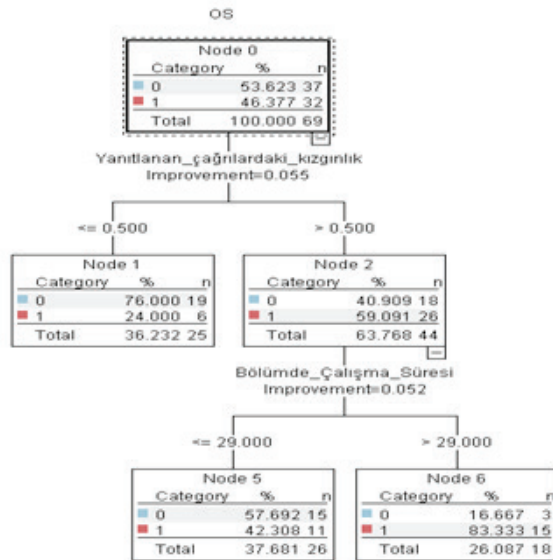 OS
Node 0
Category % n
0 53.623 37
1 46.377 32
Total 100.000 69
Yanıtlanan_çağrılardaki_kızgınlık
Improvement=0.055
<= 0.500 > 0.500
Node 1
Category % n
0 76.000 19
1 24.000 6
Total 36.232 25
Node 2
Category % n
0 40.909 18
1 59.091 26
Total 63.768 44
Bölümde_Çalışma_Süresi
Improvement=0.052
<= 29.000 > 29.000
Node 5
Category % n
0 57.692 15
1 42.308 11
Total 37.681 26
Node 6
Category % n
0 16.667 3
1 83.333 15
Total 26.087 18